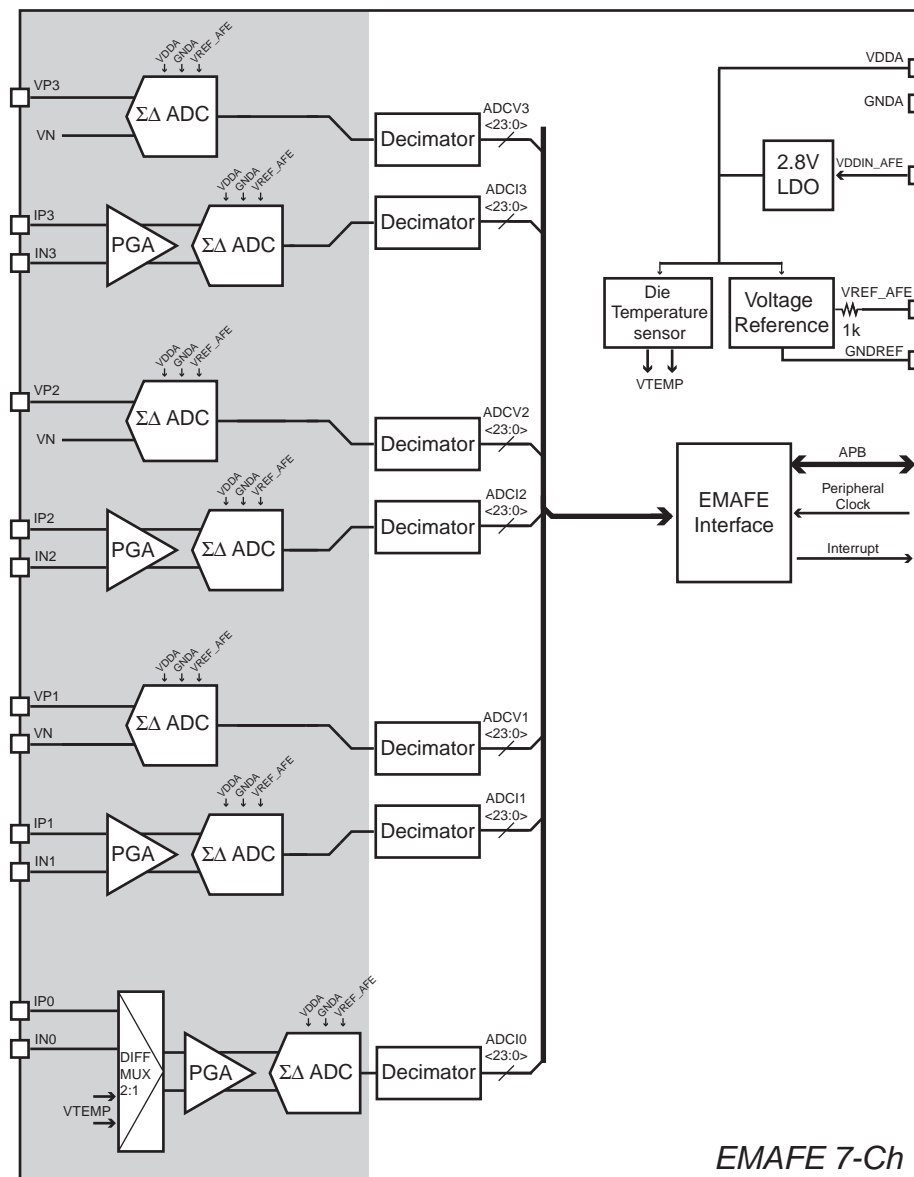 VDDA
GNDA
VREF_AFE
VP3
ΣΔ ADC
VN
Decimator
ADCV3
<23:0>
VDDA
GNDA
VREF_AFE
IP3
IN3
PGA
ΣΔ ADC
Decimator
ADCI3
<23:0>
VDDA
GNDA
2.8V
LDO
VDDIN_AFE
Die
Temperature
sensor
VTEMP
Voltage
Reference
VREF_AFE
1k
GNDREF
VDDA
GNDA
VREF_AFE
VP2
ΣΔ ADC
VN
Decimator
ADCV2
<23:0>
VDDA
GNDA
VREF_AFE
IP2
IN2
PGA
ΣΔ ADC
Decimator
ADCI2
<23:0>
EMAFE
Interface
APB
Peripheral
Clock
Interrupt
VDDA
GNDA
VREF_AFE
VP1
ΣΔ ADC
VN
Decimator
ADCV1
<23:0>
VDDA
GNDA
VREF_AFE
IP1
IN1
PGA
ΣΔ ADC
Decimator
ADCI1
<23:0>
VDDA
GNDA
VREF_AFE
IP0
IN0
DIFF
MUX
2:1
VTEMP
PGA
ΣΔ ADC
Decimator
ADCI0
<23:0>
EMAFE 7-Ch